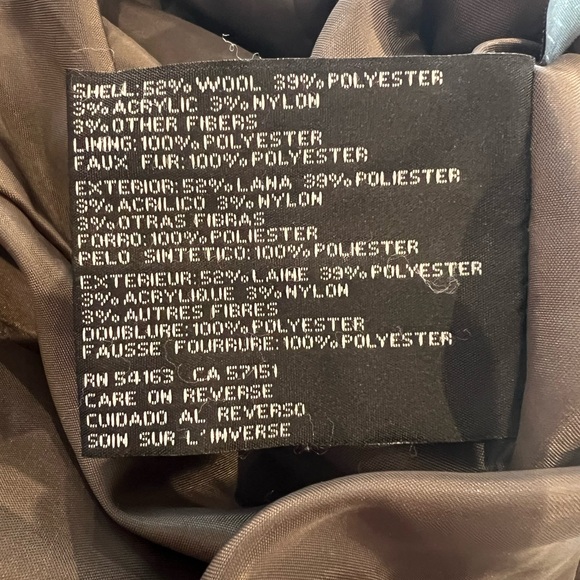 SHELL: 52% WOOL 39% POLYESTER
3% ACRYLIC 3% NYLON
3% OTHER FIBERS
LINING: 100% POLYESTER
FAUX FUR: 100% POLYESTER
EXTERIOR: 52% LANA 39% POLIESTER
3% ACRILICO 3% NYLON
3% OTRAS FIBRAS
FORRO: 100% POLIESTER
PELO SINTETICO: 100% POLIESTER
EXTERIEUR: 52% LAINE 39% POLYESTER
3% ACRYLIQUE 3% NYLON
3% AUTRES FIBRES
DOUBLURE: 100% POLYESTER
FAUSSE FOURRURE: 100% POLYESTER
RN 54163 CA 57151
CARE ON REVERSE
CUIDADO AL REVERSO
SOIN SUR L'INVERSE